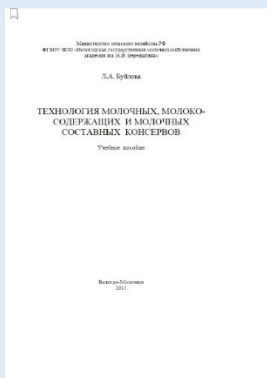 Министерство сельского хозяйства РФ
ФГБОУ ВПО «Вологодская государственная молочнохозяйственная
академия им. Н.В. Верещагина»
Л.А. Буйлова
ТЕХНОЛОГИЯ МОЛОЧНЫХ, МОЛОКО-
СОДЕРЖАЩИХ И МОЛОЧНЫХ
СОСТАВНЫХ КОНСЕРВОВ
Учебное пособие
Вологда-Молочное